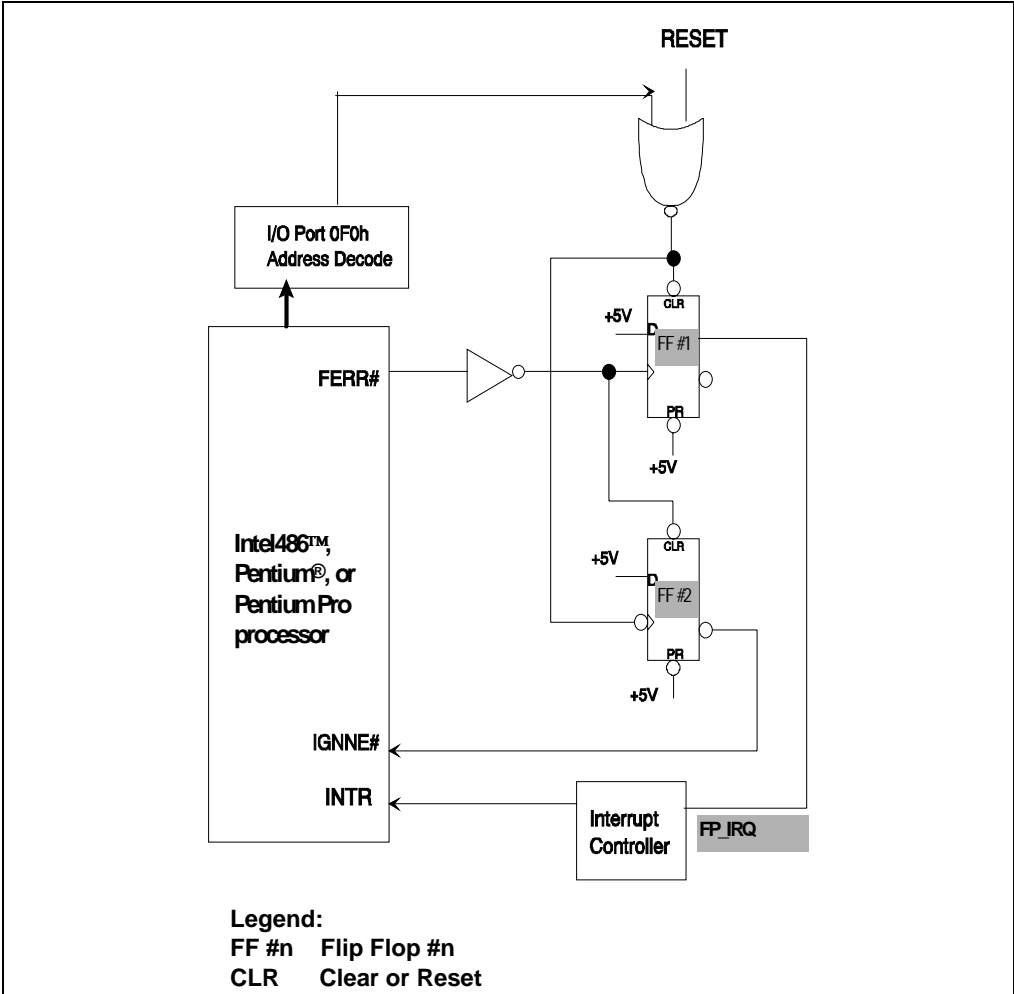 RESET
I/O Port 0F0h
Address Decode
CLR
+5V
D
FF #1
FERR#
PR
+5V
CLR
+5V
D
FF #2
Intel486™,
Pentium®, or
Pentium Pro
processor
PR
+5V
IGNNE#
INTR
Interrupt
Controller
FP_IRQ
Legend:
FF #n Flip Flop #n
CLR Clear or Reset